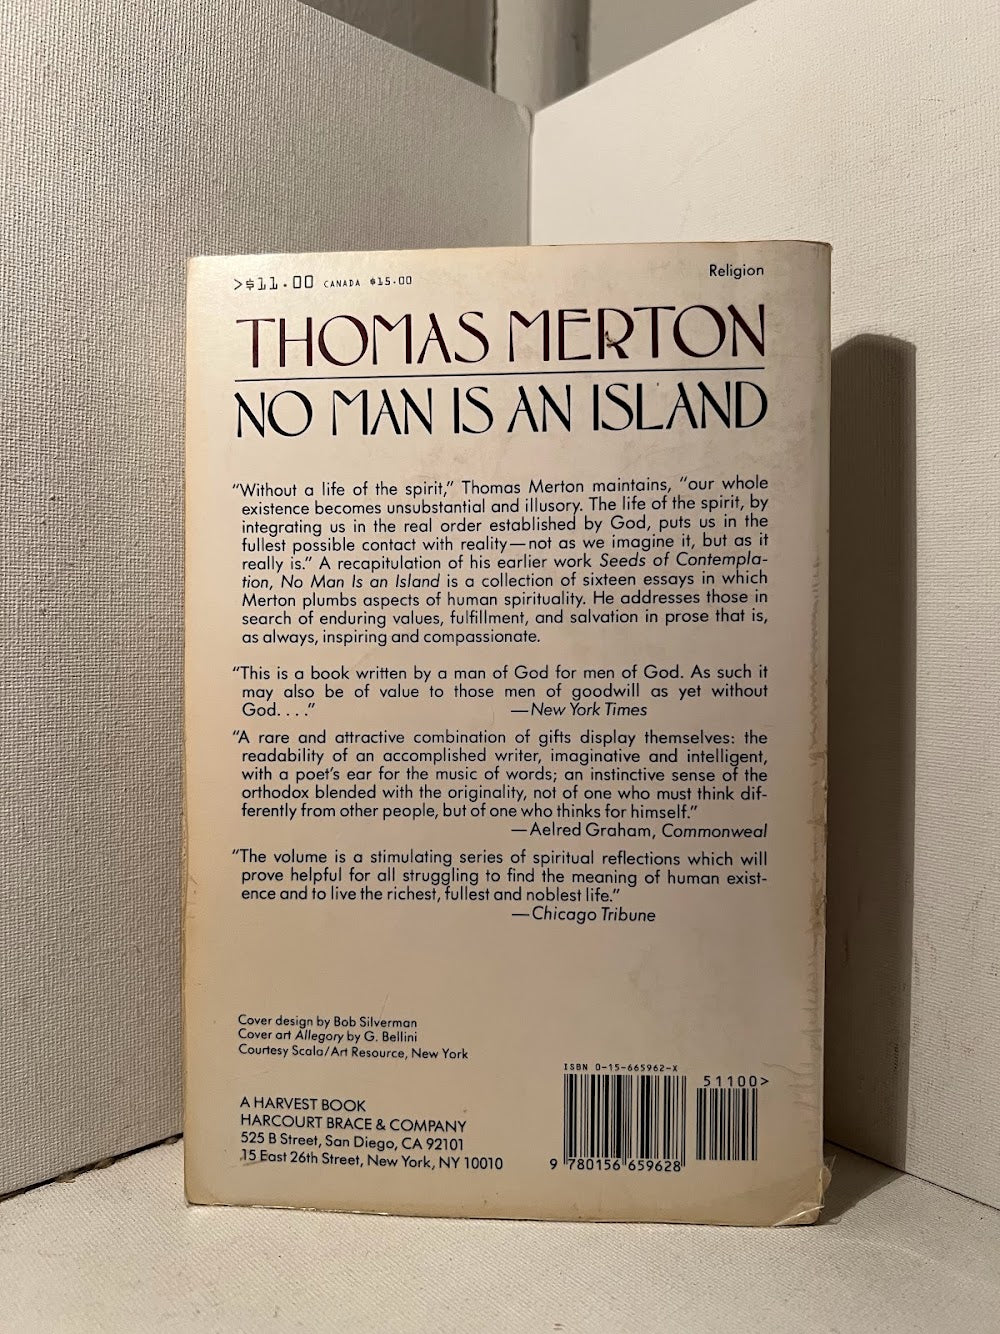 >$11.00 CANADA $15.00
Religion
THOMAS MERTON
NO MAN IS AN ISLAND
“Without a life of the spirit,” Thomas Merton maintains, “our whole
existence becomes unsubstantial and illusory. The life of the spirit, by
integrating us in the real order established by God, puts us in the
fullest possible contact with reality—not as we imagine it, but as it
really is.” A recapitulation of his earlier work Seeds of Contempla-
tion, No Man Is an Island is a collection of sixteen essays in which
Merton plumbs aspects of human spirituality. He addresses those in
search of enduring values, fulfillment, and salvation in prose that is,
as always, inspiring and compassionate.
“This is a book written by a man of God for men of God. As such it
may also be of value to those men of goodwill as yet without
God. . . .” —New York Times
“A rare and attractive combination of gifts display themselves: the
readability of an accomplished writer, imaginative and intelligent,
with a poet’s ear for the music of words; an instinctive sense of the
orthodox blended with the originality, not of one who must think dif-
ferently from other people, but of one who thinks for himself.”
—Aelred Graham, Commonweal
“The volume is a stimulating series of spiritual reflections which will
prove helpful for all struggling to find the meaning of human exist-
ence and to live the richest, fullest and noblest life.”
—Chicago Tribune
Cover design by Bob Silverman
Cover art Allegory by G. Bellini
Courtesy Scala/Art Resource, New York
A HARVEST BOOK
HARCOURT BRACE & COMPANY
525 B Street, San Diego, CA 92101
15 East 26th Street, New York, NY 10010
ISBN 0-15-665962-X
51100>
9 780156 659628